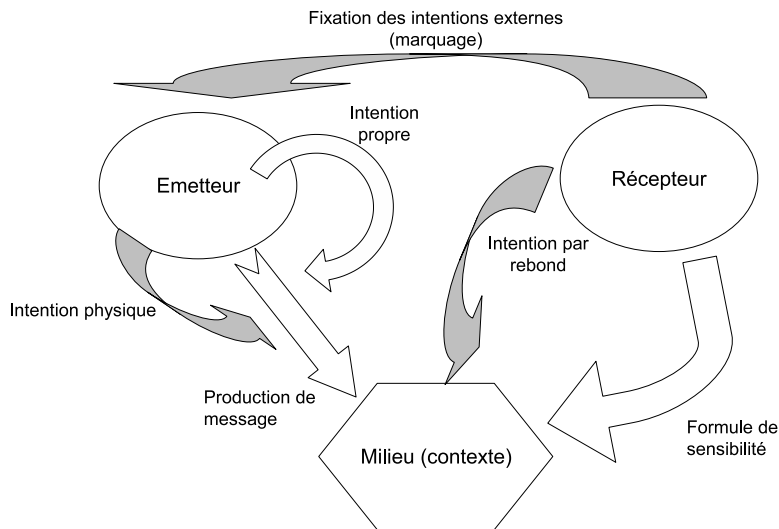 Fixation des intentions externes
(marquage)
Intention
propre
Emetteur
Récepteur
Intention par
rebond
Intention physique
Production de
message
Formule de
sensibilité
Milieu (contexte)